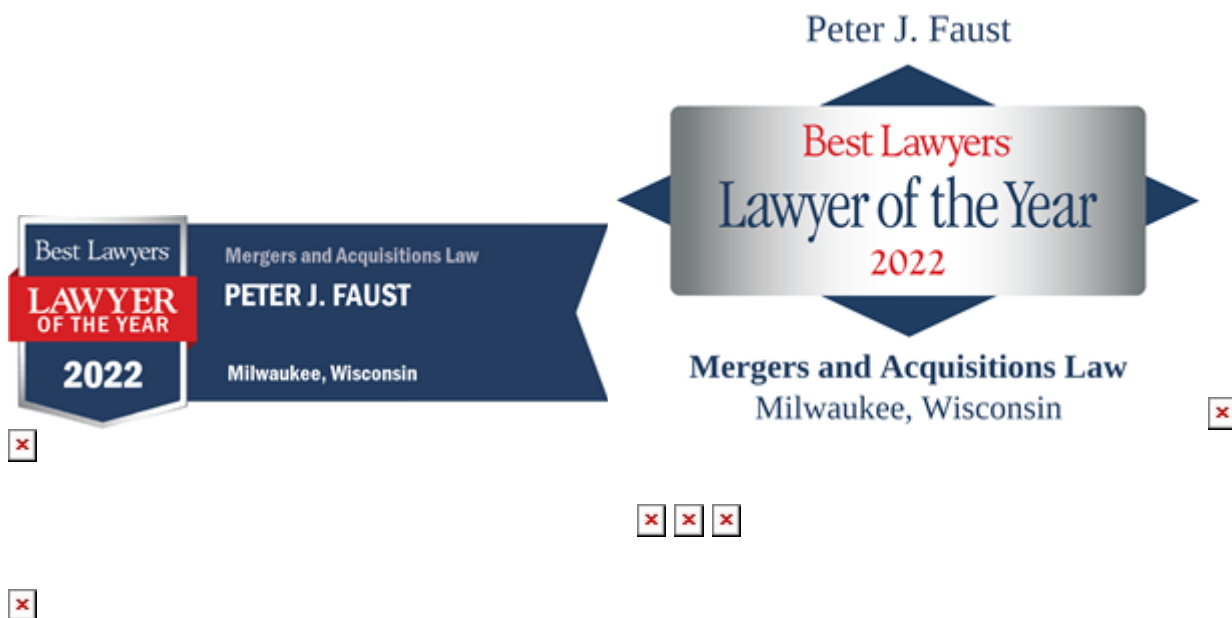 Best Lawyers
LAWYER
OF THE YEAR
2022
Mergers and Acquisitions Law
PETER J. FAUST
Milwaukee, Wisconsin
Peter J. Faust
Best Lawyers
Lawyer of the Year
2022
Mergers and Acquisitions Law
Milwaukee, Wisconsin